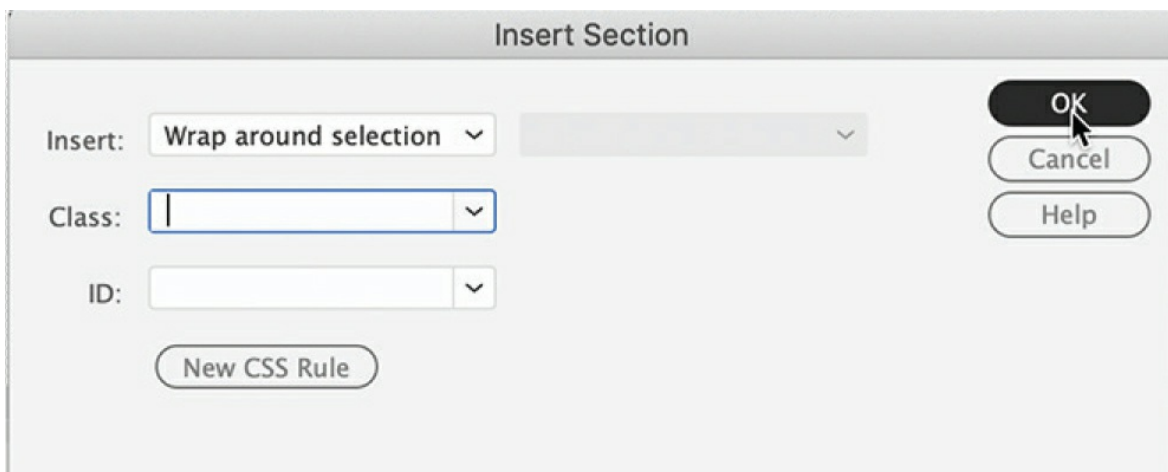 Insert Section
Insert: Wrap around selection
OK
Cancel
Class:
Help
ID:
New CSS Rule